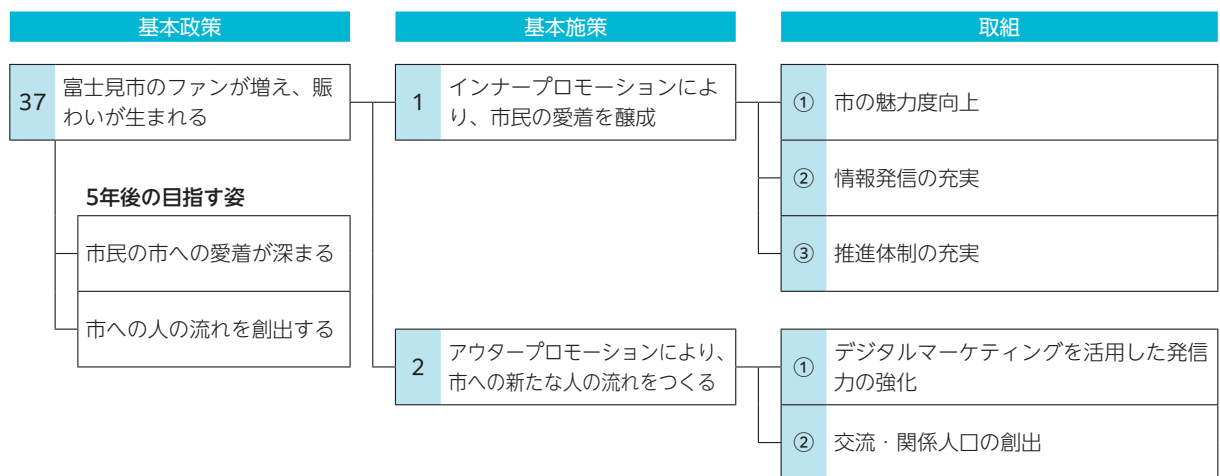 基本政策
基本施策
取組
37
富士見市のファンが増え、賑
わいが生まれる
5年後の目指す姿
市民の市への愛着が深まる
市への人の流れを創出する
1
インナープロモーションによ
り、市民の愛着を醸成
① 市の魅力度向上
② 情報発信の充実
③ 推進体制の充実
2
アウタープロモーションにより、
市への新たな人の流れをつくる
①
デジタルマーケティングを活用した発信
力の強化
② 交流・関係人口の創出